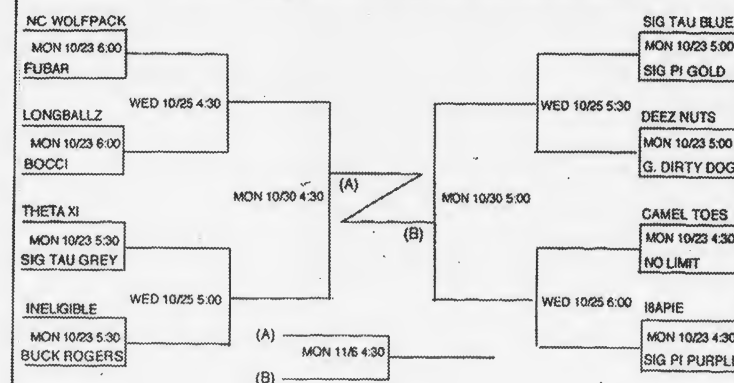 NC WOLFPACK
MON 10/23 6:00
FUBAR
WED 10/25 4:30
LONGBALLZ
MON 10/23 6:00
BOCCI
MON 10/30 4:30
(A)
THETA XI
MON 10/23 5:30
SIG TAU GREY
WED 10/25 5:00
INELIGIBLE
MON 10/23 5:30
BUCK ROGERS
(A)
MON 11/6 4:30
(B)
SIG TAU BLUE
MON 10/23 5:00
SIG PI GOLD
WED 10/25 5:30
DEEZ NUTS
MON 10/23 5:00
G. DIRTY DOG
MON 10/30 5:00
(B)
CAMEL TOES
MON 10/23 4:30
NO LIMIT
WED 10/25 6:00
I8APIE
MON 10/23 4:30
SIG PI PURPL